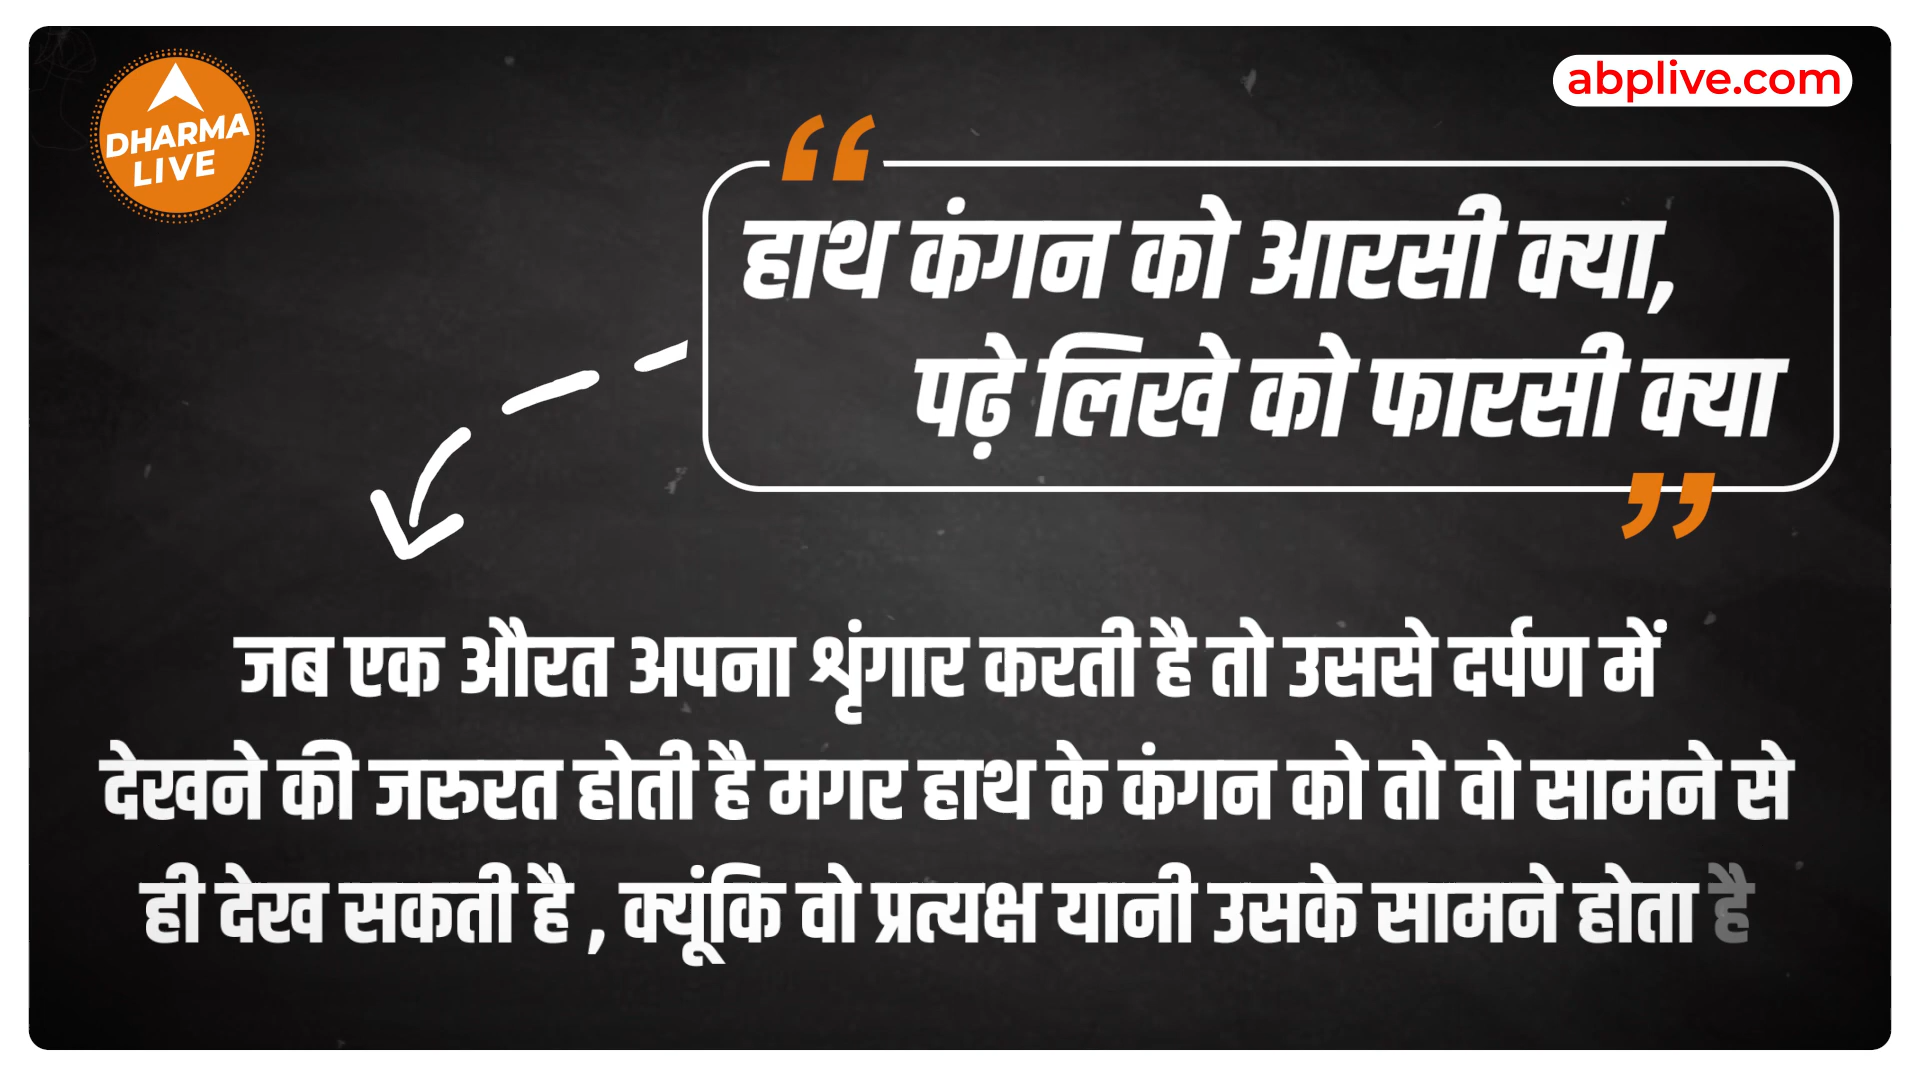 DHARMA
LIVE
abplive.com
“
हाथ कंगन को आरसी क्या,
पढ़े लिखे को फारसी क्या
”
जब एक औरत अपना श्रृंगार करती है तो उससे दर्पण में
देखने की जरुरत होती है मगर हाथ के कंगन को तो वो सामने से
ही देख सकती है , क्यूंकि वो प्रत्यक्ष यानी उसके सामने होता है